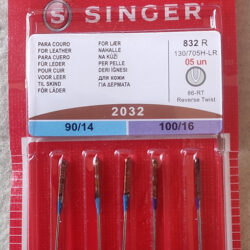 SINGER
832 R
130/705H-LR
05 un
86-RT
Reverse Twist
PARA COURO
FOR LEATHER
PARA CUERO
FÜR LEDER
POUR CUIR
VOOR LEER
TIL SKIND
FÖR LÄDER
FOR LÆR
NAHALLE
NA KŮŽI
PER PELLE
DERİ İĞNESI
ДЛЯ КОЖИ
ΓΙΑ ΔΕΡΜΑΤΑ
2032
90/14
100/16